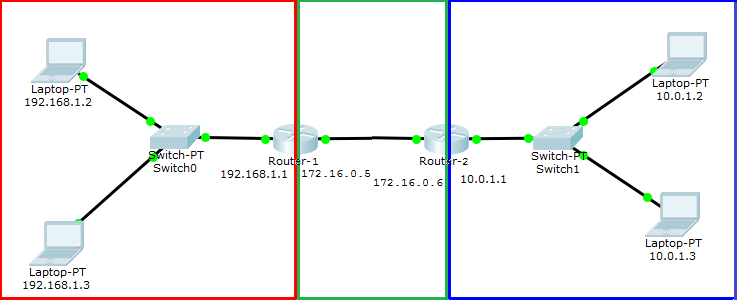 Laptop-PT
192.168.1.2
Switch-PT
Switch0
Laptop-PT
192.168.1.3
Router-1
192.168.1.1
172.16.0.5
Router-2
172.16.0.6
10.0.1.1
Switch-PT
Switch1
Laptop-PT
10.0.1.2
Laptop-PT
10.0.1.3